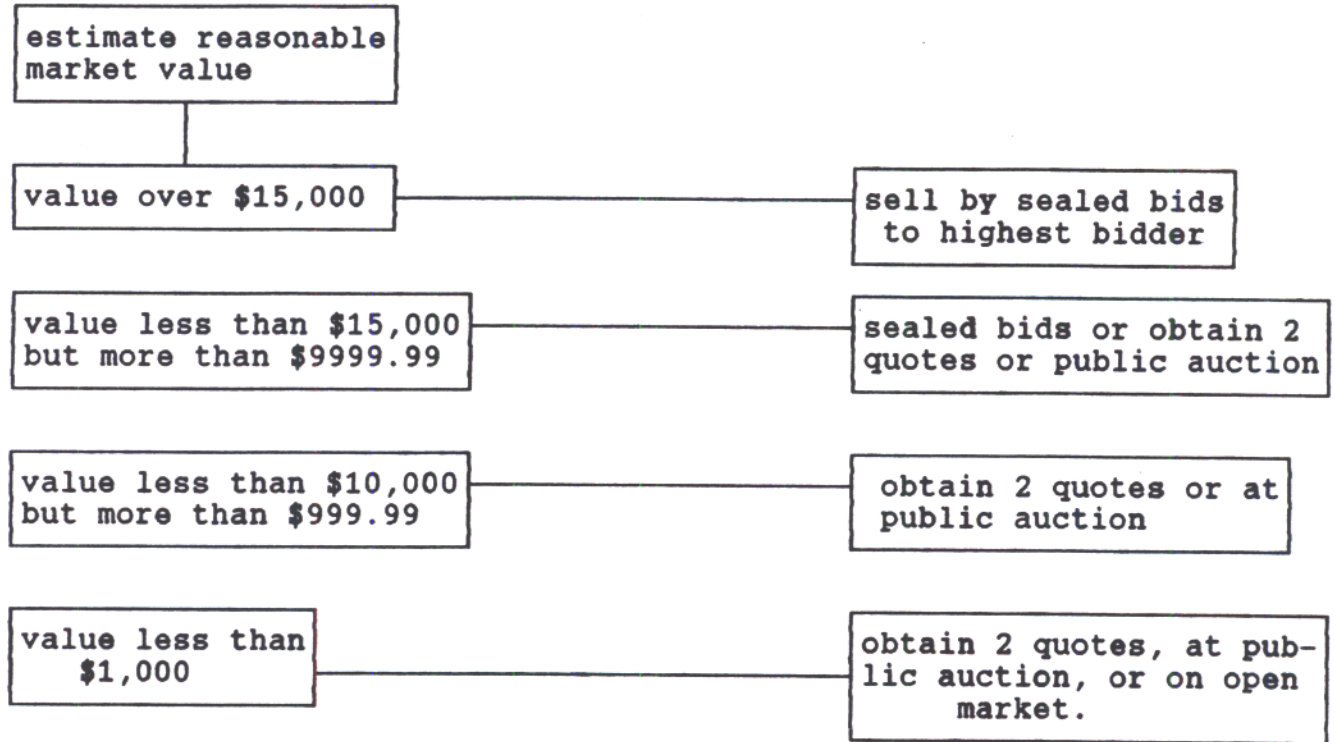 estimate reasonable
market value
value over $15,000
sell by sealed bids
to highest bidder
value less than $15,000
but more than $9999.99
sealed bids or obtain 2
quotes or public auction
value less than $10,000
but more than $999.99
obtain 2 quotes or at
public auction
value less than
$1,000
obtain 2 quotes, at pub-
lic auction, or on open
market.